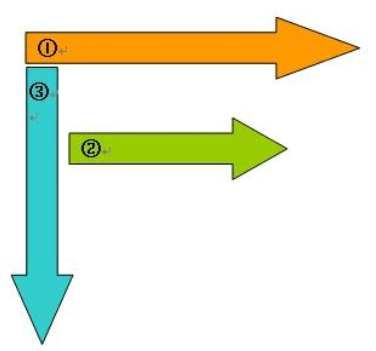 ①
③
②